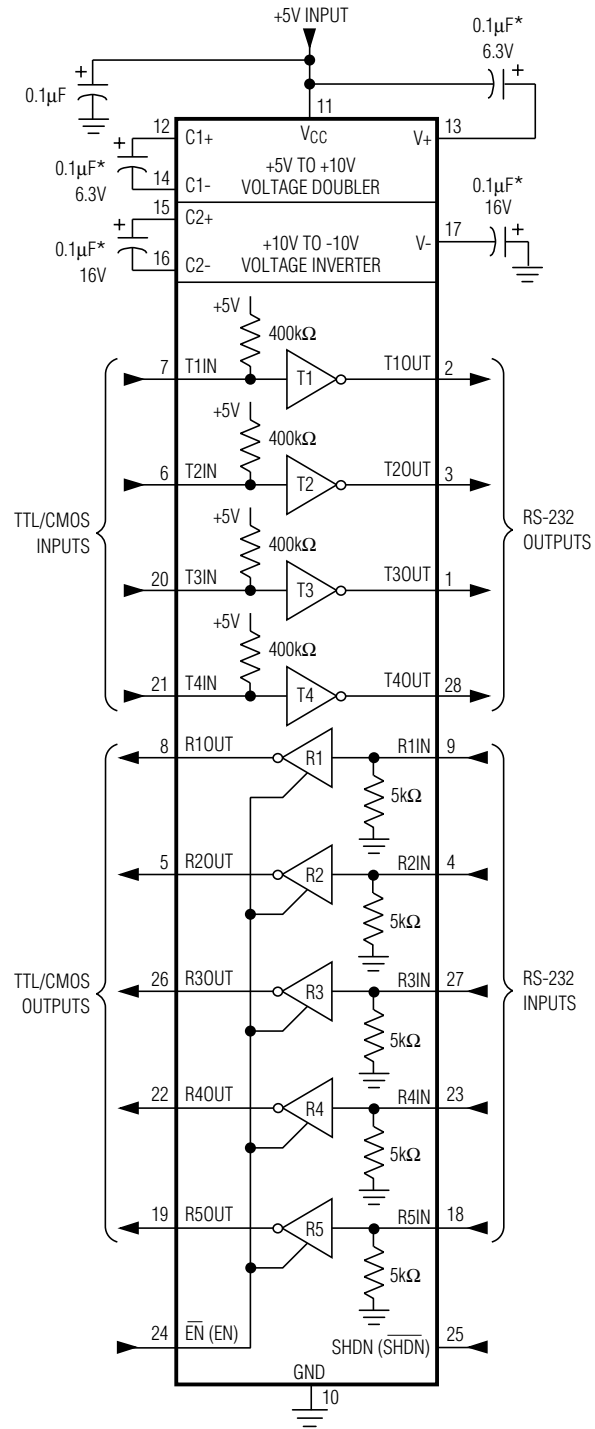 +5V INPUT
0.1µF*
6.3V
+
+
0.1µF
11
12 C1+ VCC V+ 13
+
0.1µF*
6.3V
14 C1-
+5V TO +10V
VOLTAGE DOUBLER
15 C2+
+
0.1µF*
16V
16 C2-
+10V TO -10V
VOLTAGE INVERTER
V- 17
0.1µF*
16V
+
+5V
400kΩ
7 T1IN T1 T1OUT 2
+5V
400kΩ
6 T2IN T2 T2OUT 3
TTL/CMOS
INPUTS
RS-232
OUTPUTS
+5V
400kΩ
20 T3IN T3 T3OUT 1
+5V
400kΩ
21 T4IN T4 T4OUT 28
8 R1OUT R1 R1IN 9
5kΩ
5 R2OUT R2 R2IN 4
5kΩ
TTL/CMOS
OUTPUTS
RS-232
INPUTS
26 R3OUT R3 R3IN 27
5kΩ
22 R4OUT R4 R4IN 23
5kΩ
19 R5OUT R5 R5IN 18
5kΩ
24 E̅N̅ (EN) SHDN (S̅H̅D̅N̅) 25
GND
10